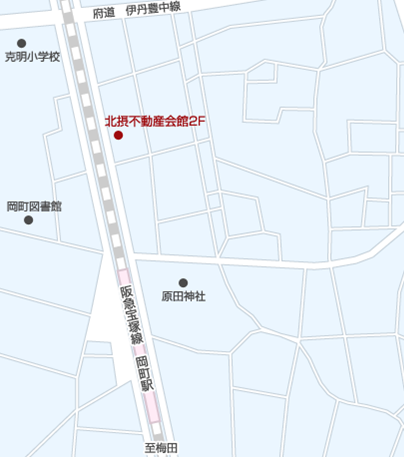 府道 伊丹豊中線
克明小学校
北摂不動産会館2F
岡町図書館
原田神社
阪急宝塚線
岡町駅
至梅田